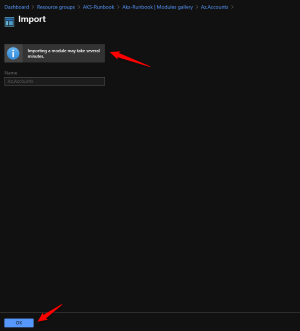 Dashboard > Resource groups > AKS-Runbook > Aks-Runbook | Modules gallery > Az.Accounts >
Import
Importing a module may take several
minutes.
Name
Az.Accounts
OK